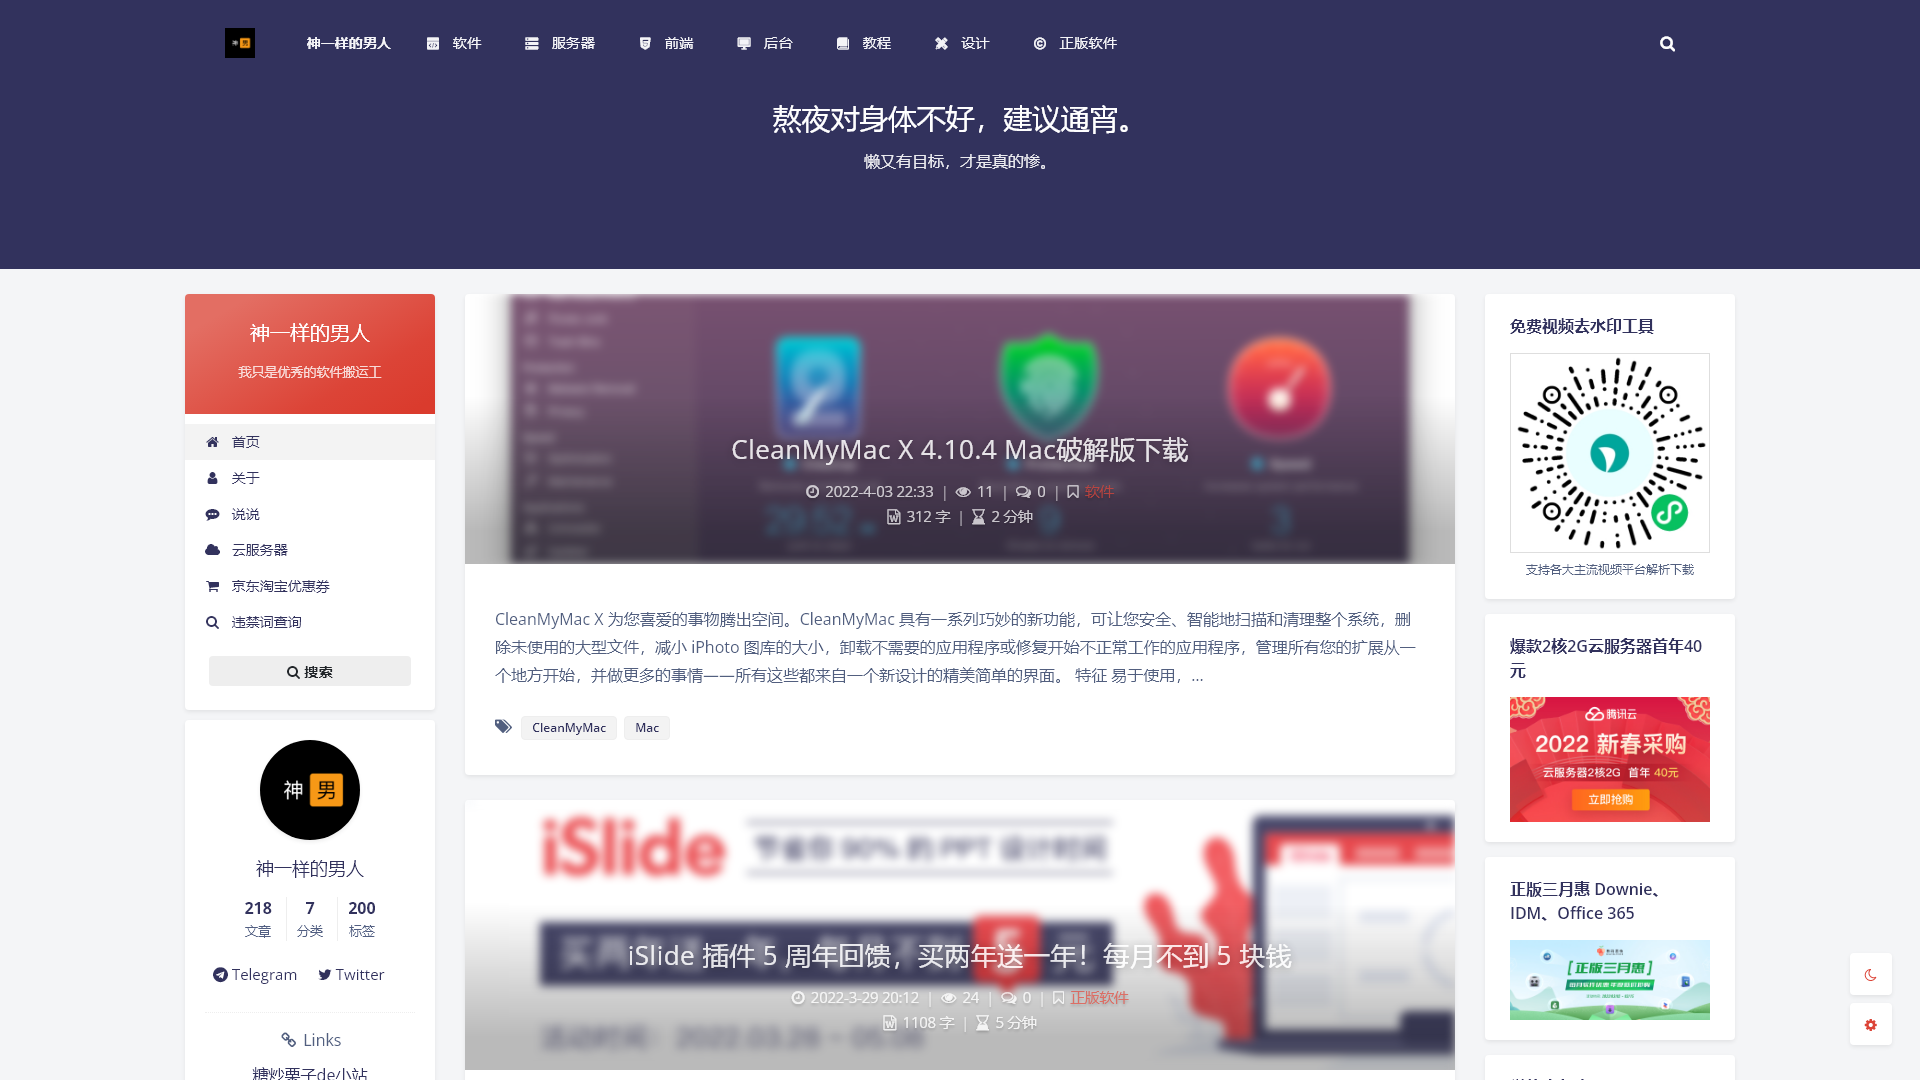 神 男
神一样的男人
软件
服务器
前端
后台
教程
设计
正版软件
熬夜对身体不好，建议通宵。
懒又有目标，才是真的惨。
神一样的男人
我只是优秀的软件搬运工
首页
关于
说说
云服务器
京东淘宝优惠券
违禁词查询
搜索
神 男
神一样的男人
218 7 200
文章 分类 标签
Telegram Twitter
Links
糖炒栗子de小站
CleanMyMac X 4.10.4 Mac破解版下载
2022-4-03 22:33 | 11 | 0 | 软件
312 字 | 2 分钟
CleanMyMac X 为您喜爱的事物腾出空间。CleanMyMac 具有一系列巧妙的新功能，可让您安全、智能地扫描和清理整个系统，删
除未使用的大型文件，减小 iPhoto 图库的大小，卸载不需要的应用程序或修复开始不正常工作的应用程序，管理所有您的扩展从一
个地方开始，并做更多的事情——所有这些都来自一个新设计的精美简单的界面。 特征 易于使用，...
CleanMyMac Mac
iSlide 节省你 90% 的 PPT 设计时间
iSlide 插件 5 周年回馈，买两年送一年！每月不到 5 块钱
2022-3-29 20:12 | 24 | 0 | 正版软件
1108 字 | 5 分钟
免费视频去水印工具
支持各大主流视频平台解析下载
爆款2核2G云服务器首年40
元
腾讯云
2022 新春采购
云服务器2核2G 首年 40元
立即抢购
正版三月惠 Downie、
IDM、Office 365
[正版三月惠]